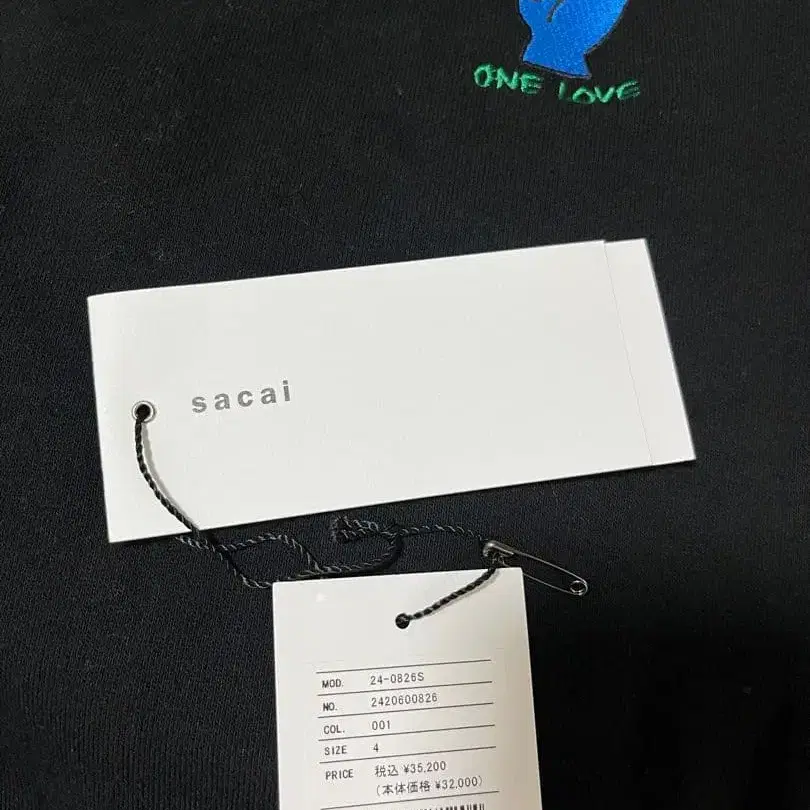 ONE LOVE
sacai
MOD. 24-0826S
NO. 2420600826
COL. 001
SIZE 4
PRICE 税込 ¥35,200
(本体価格 ¥32,000)